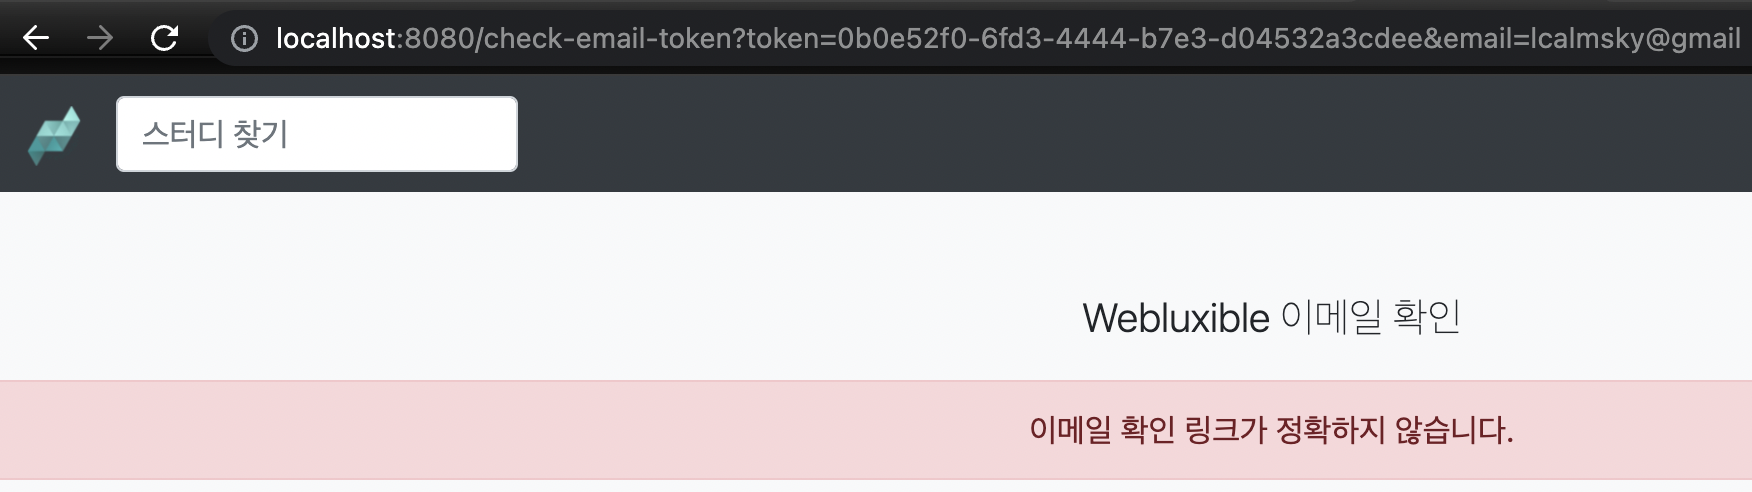 localhost:8080/check-email-token?token=0b0e52f0-6fd3-4444-b7e3-d04532a3cdee&email=lcalmsky@gmail
스터디 찾기
Webluxible 이메일 확인
이메일 확인 링크가 정확하지 않습니다.